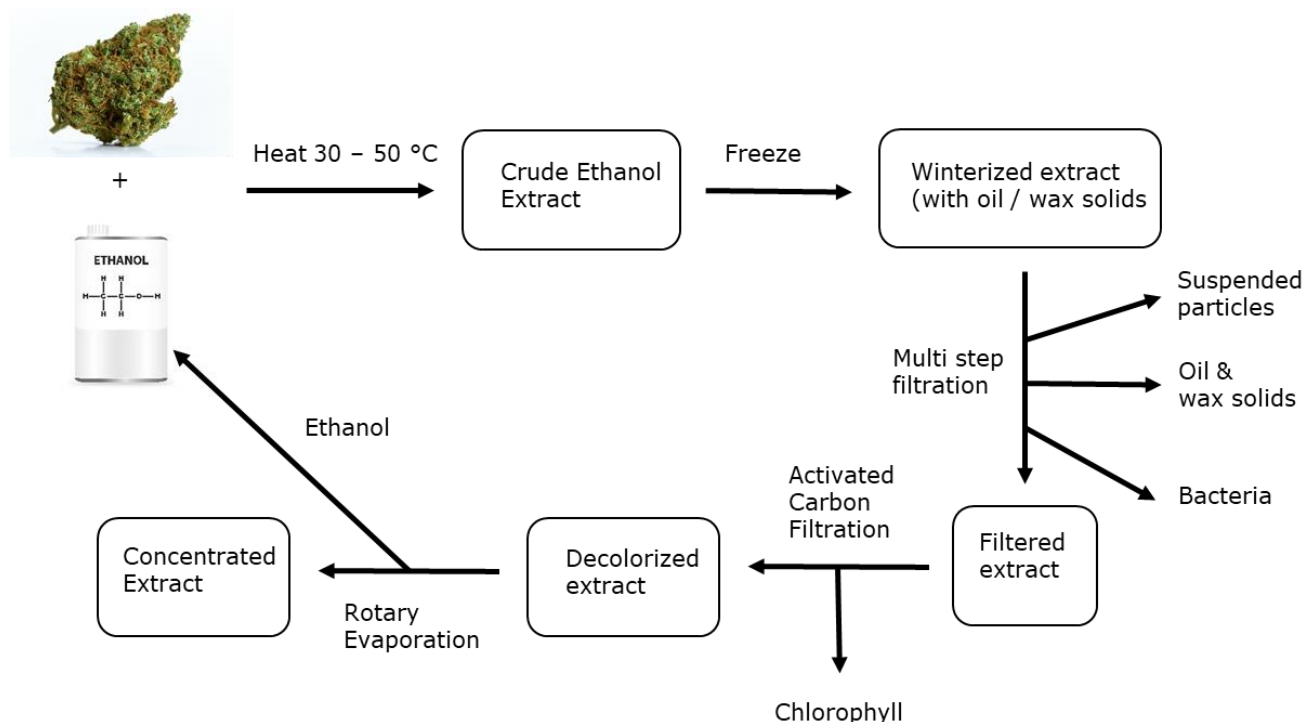 Heat 30 – 50 °C
Crude Ethanol
Extract
Freeze
Winterized extract
(with oil / wax solids
+
ETHANOL
H H
H—C—C—O—H
H H
Suspended
particles
Multi step
filtration
Oil &
wax solids
Bacteria
Ethanol
Activated
Carbon
Filtration
Filtered
extract
Decolorized
extract
Concentrated
Extract
Rotary
Evaporation
Chlorophyll